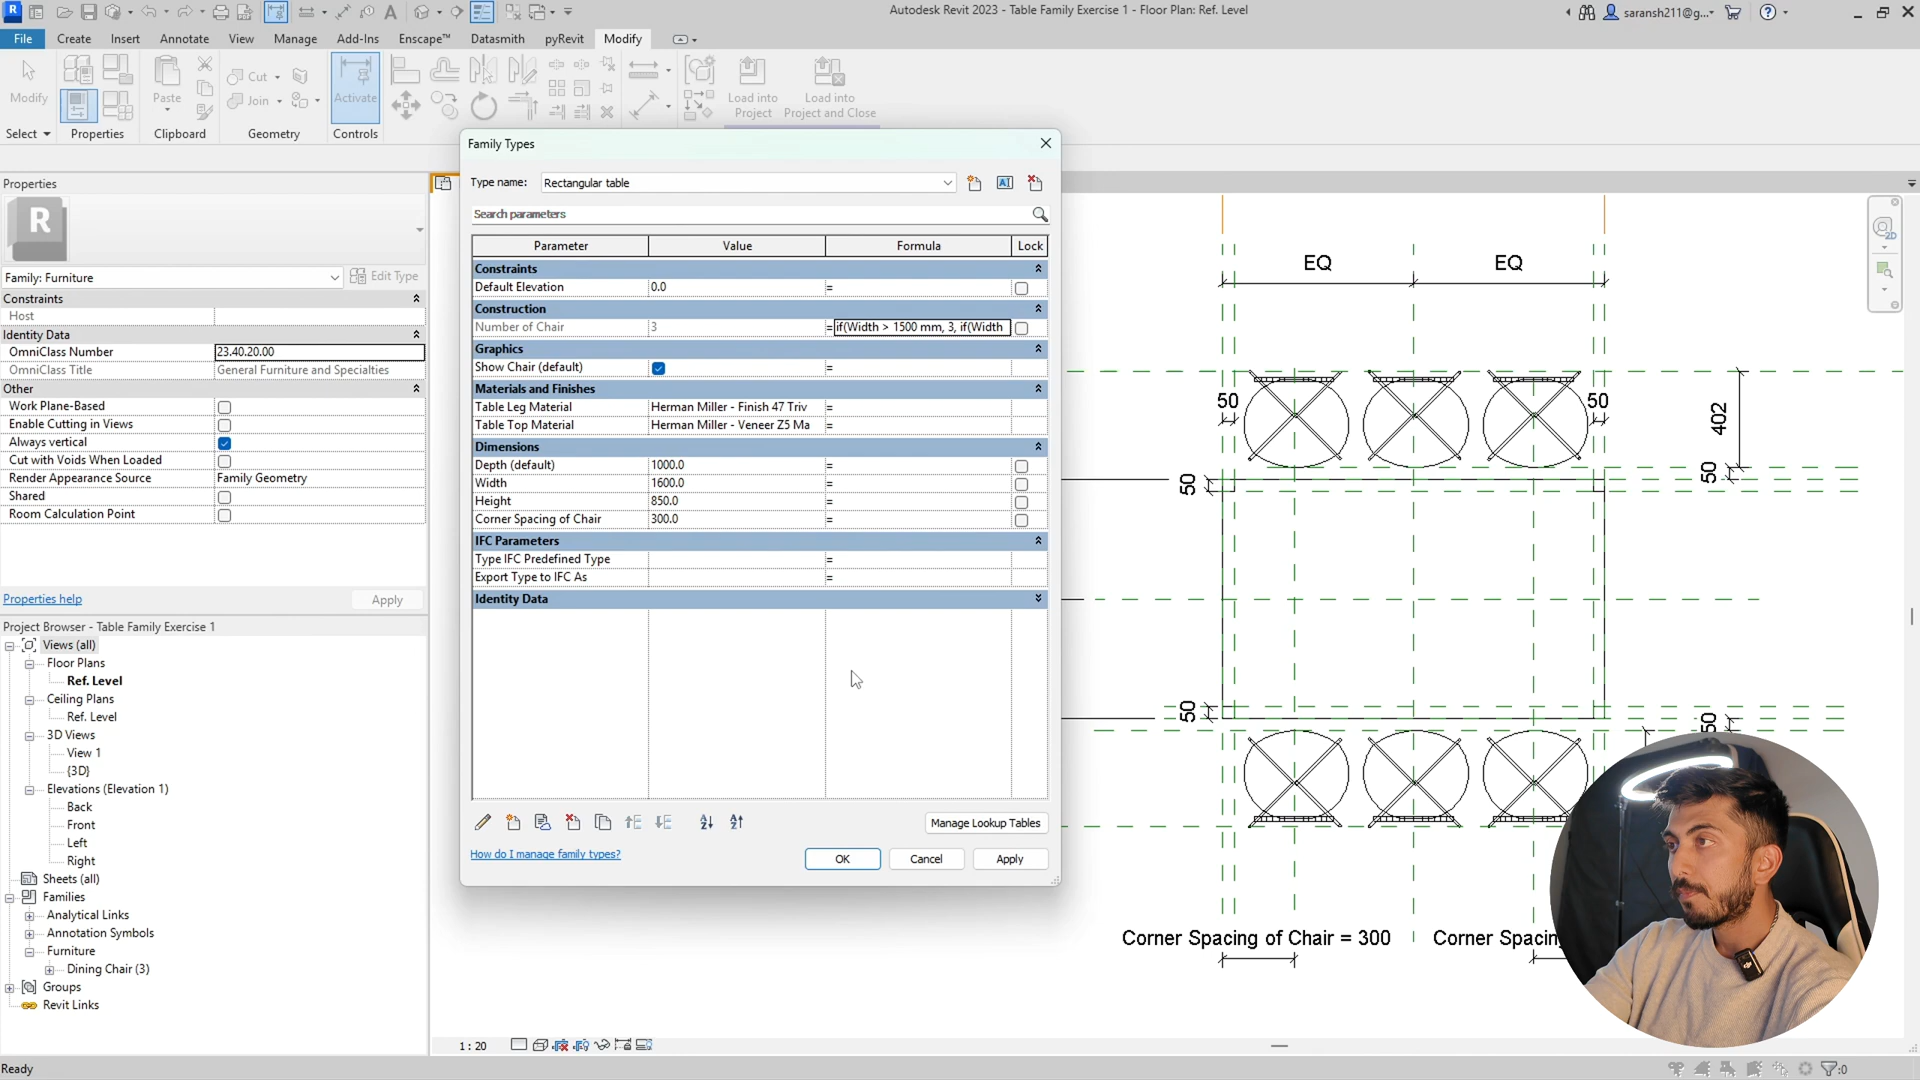 Autodesk Revit 2023 - Table Family Exercise 1 - Floor Plan: Ref. Level
saransh211@g...
File Create Insert Annotate View Manage Add-Ins Enscape™ Datasmith pyRevit Modify
Modify
Paste
Cut
Join
Activate
Load into Project
Load into Project and Close
Select Properties Clipboard Geometry Controls
Properties
Family: Furniture
Edit Type
Constraints
Host
Identity Data
OmniClass Number 23.40.20.00
OmniClass Title General Furniture and Specialties
Other
Work Plane-Based
Enable Cutting in Views
Always vertical
Cut with Voids When Loaded
Render Appearance Source Family Geometry
Shared
Room Calculation Point
Properties help
Apply
Project Browser - Table Family Exercise 1
Views (all)
Floor Plans
Ref. Level
Ceiling Plans
Ref. Level
3D Views
View 1
{3D}
Elevations (Elevation 1)
Back
Front
Left
Right
Sheets (all)
Families
Analytical Links
Annotation Symbols
Furniture
Dining Chair (3)
Groups
Revit Links
Ready
Family Types
Type name: Rectangular table
Search parameters
Parameter Value Formula Lock
Constraints
Default Elevation 0.0 =
Construction
Number of Chair 3 =if(Width > 1500 mm, 3, if(Width
Graphics
Show Chair (default) =
Materials and Finishes
Table Leg Material Herman Miller - Finish 47 Triv =
Table Top Material Herman Miller - Veneer Z5 Ma =
Dimensions
Depth (default) 1000.0 =
Width 1600.0 =
Height 850.0 =
Corner Spacing of Chair 300.0 =
IFC Parameters
Type IFC Predefined Type =
Export Type to IFC As =
Identity Data
Manage Lookup Tables
How do I manage family types?
OK Cancel Apply
EQ EQ
50 50
402
50 50
50 50
Corner Spacing of Chair = 300 Corner Spacin
2D
1 : 20
:0